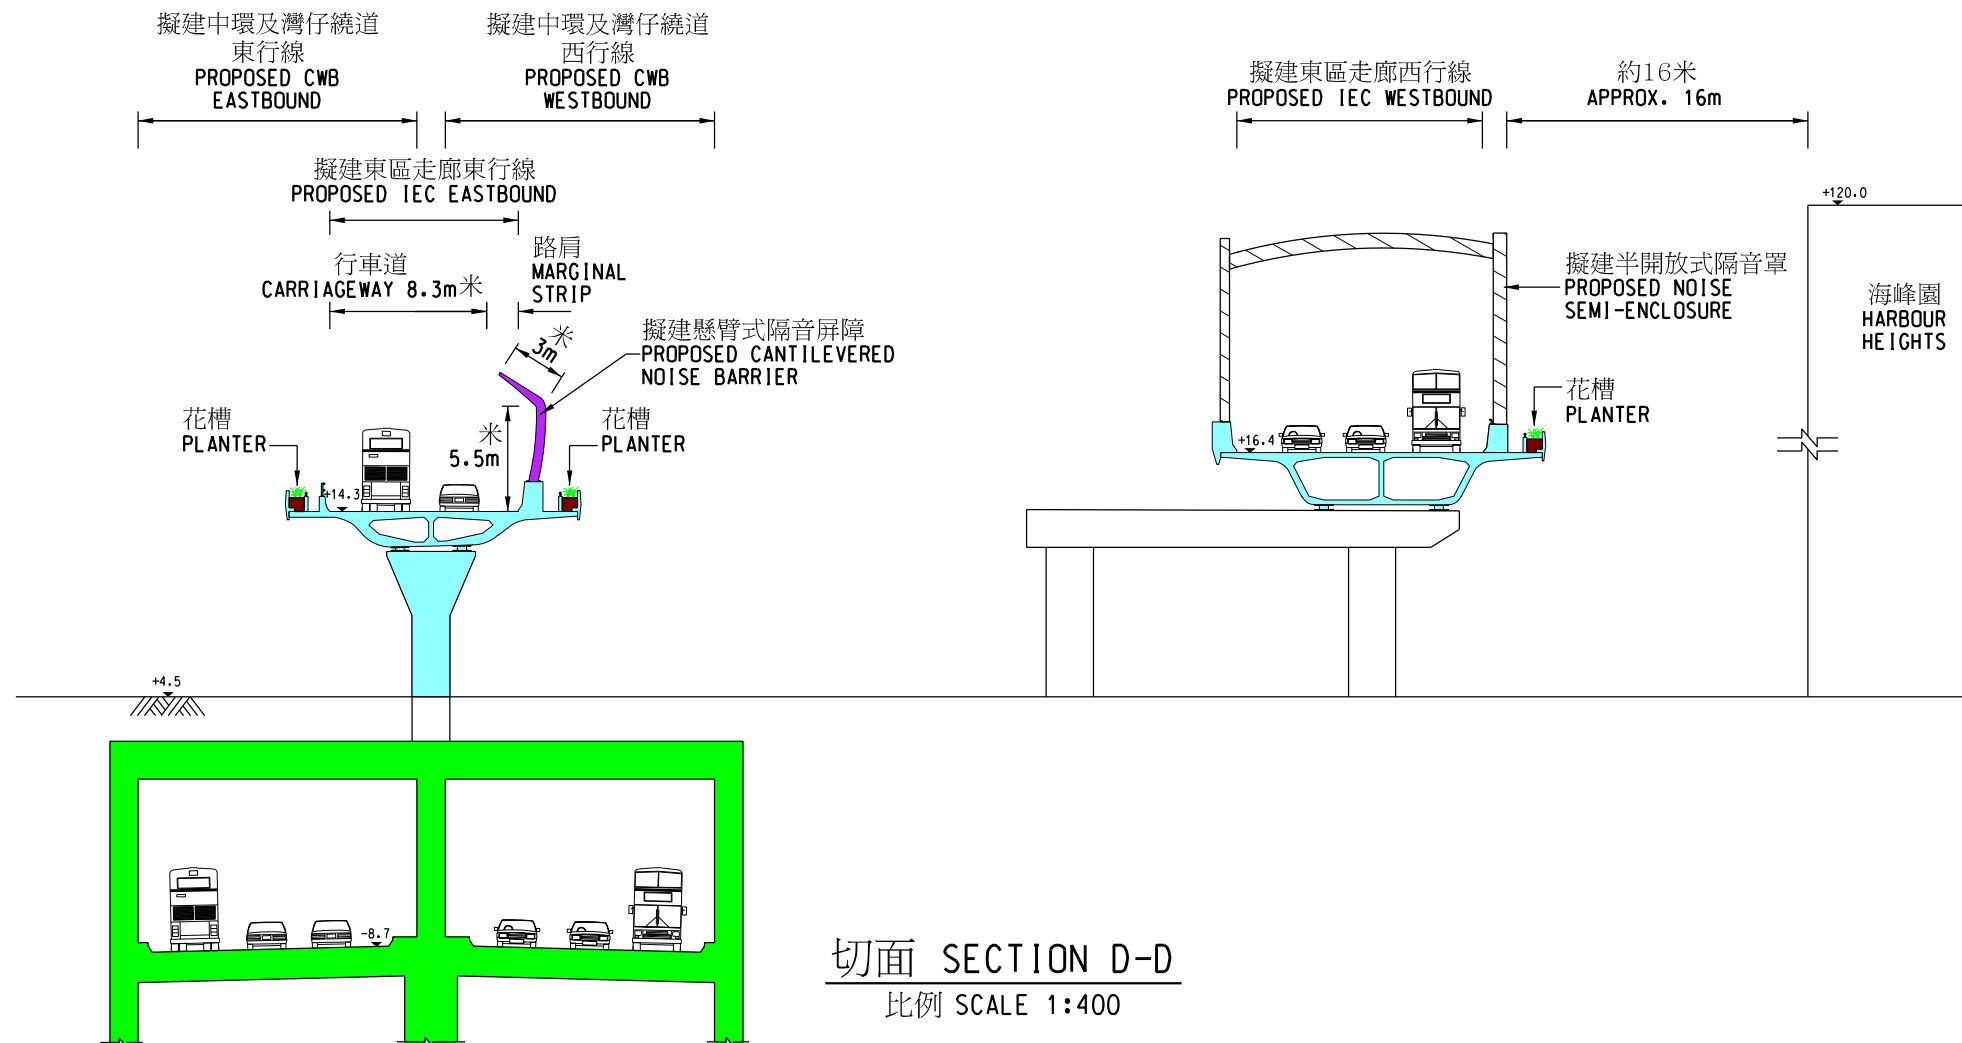 擬建中環及灣仔繞道
東行線
PROPOSED CWB
EASTBOUND
擬建中環及灣仔繞道
西行線
PROPOSED CWB
WESTBOUND
擬建東區走廊東行線
PROPOSED IEC EASTBOUND
行車道
CARRIAGEWAY 8.3m米
路肩
MARGINAL
STRIP
米
3m
擬建懸臂式隔音屏障
PROPOSED CANTILEVERED
NOISE BARRIER
花槽
PLANTER
米
5.5m
花槽
PLANTER
+14.3
+4.5
-8.7
擬建東區走廊西行線
PROPOSED IEC WESTBOUND
約16米
APPROX. 16m
+120.0
擬建半開放式隔音罩
PROPOSED NOISE
SEMI-ENCLOSURE
海峰園
HARBOUR
HEIGHTS
花槽
PLANTER
+16.4
切面 SECTION D-D
比例 SCALE 1:400